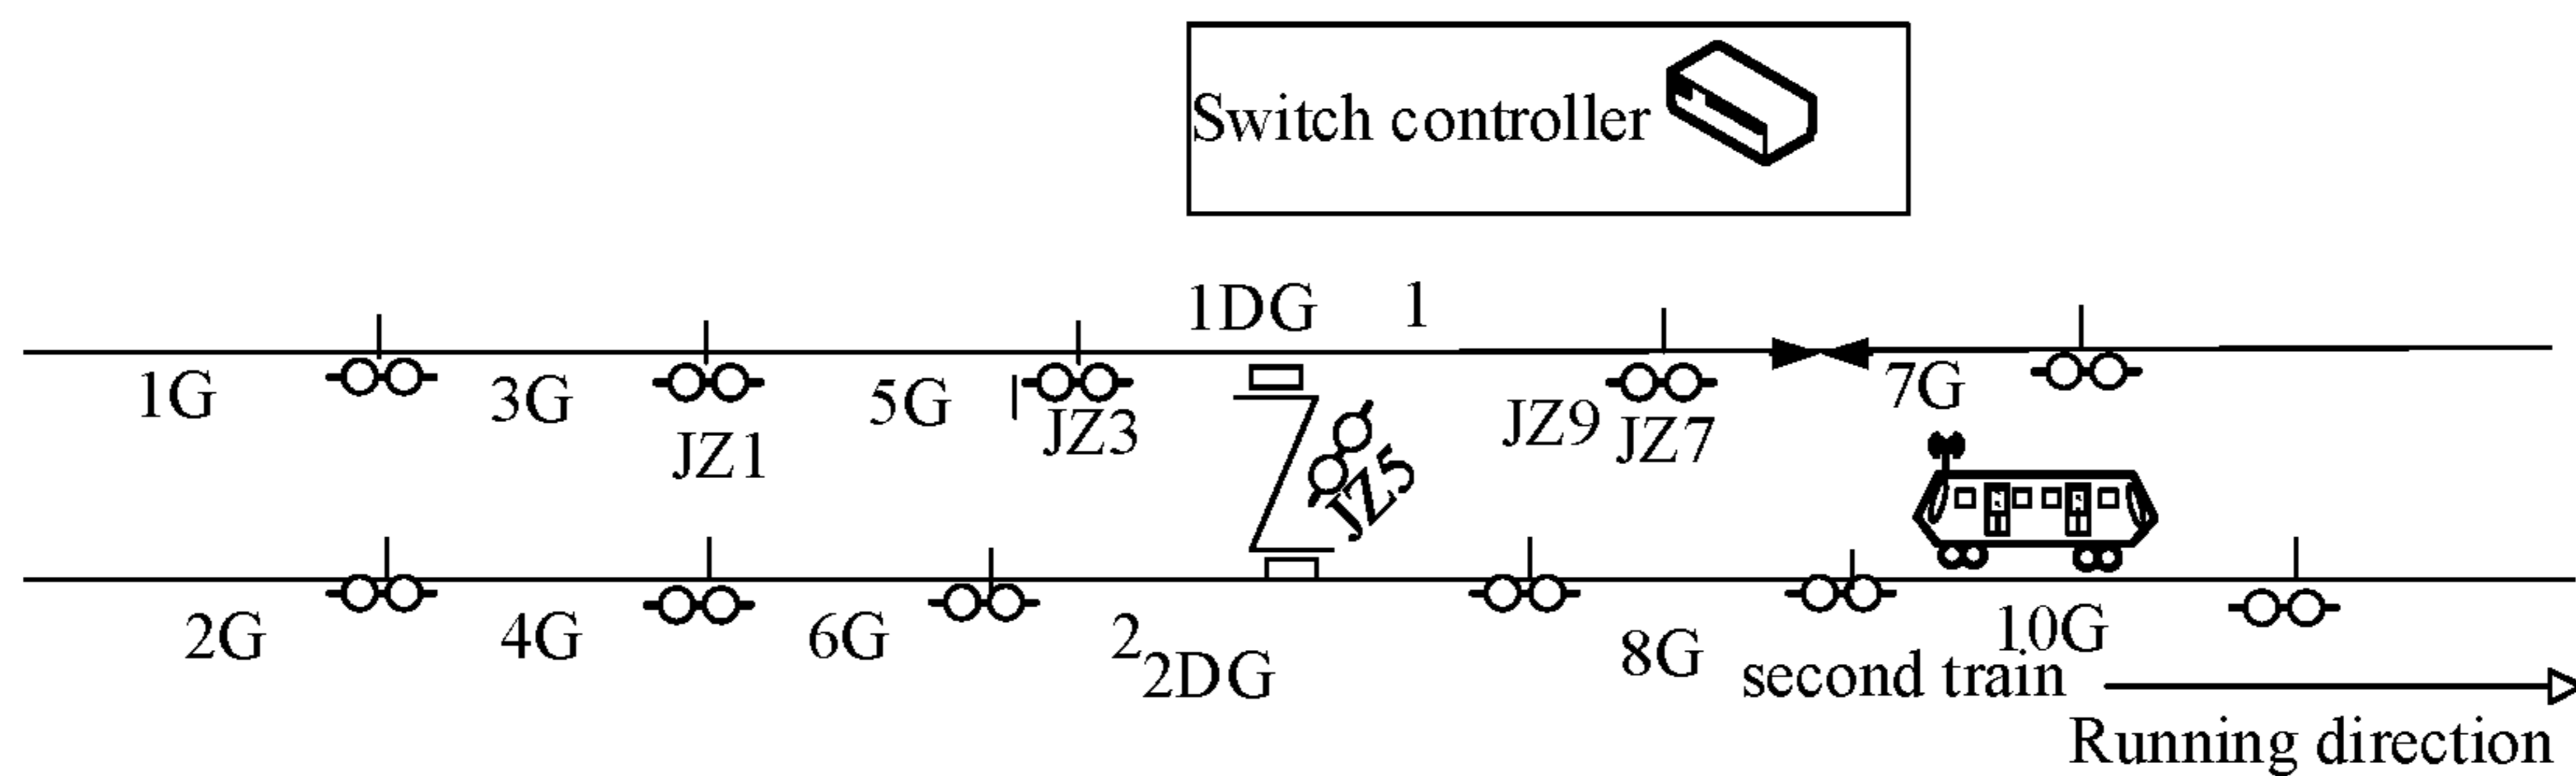 Switch controller
1DG 1
1G 3G 5G JZ3 JZ9 JZ7 7G
JZ1
JZ5
2G 4G 6G 2 2DG 8G 10G
second train
Running direction